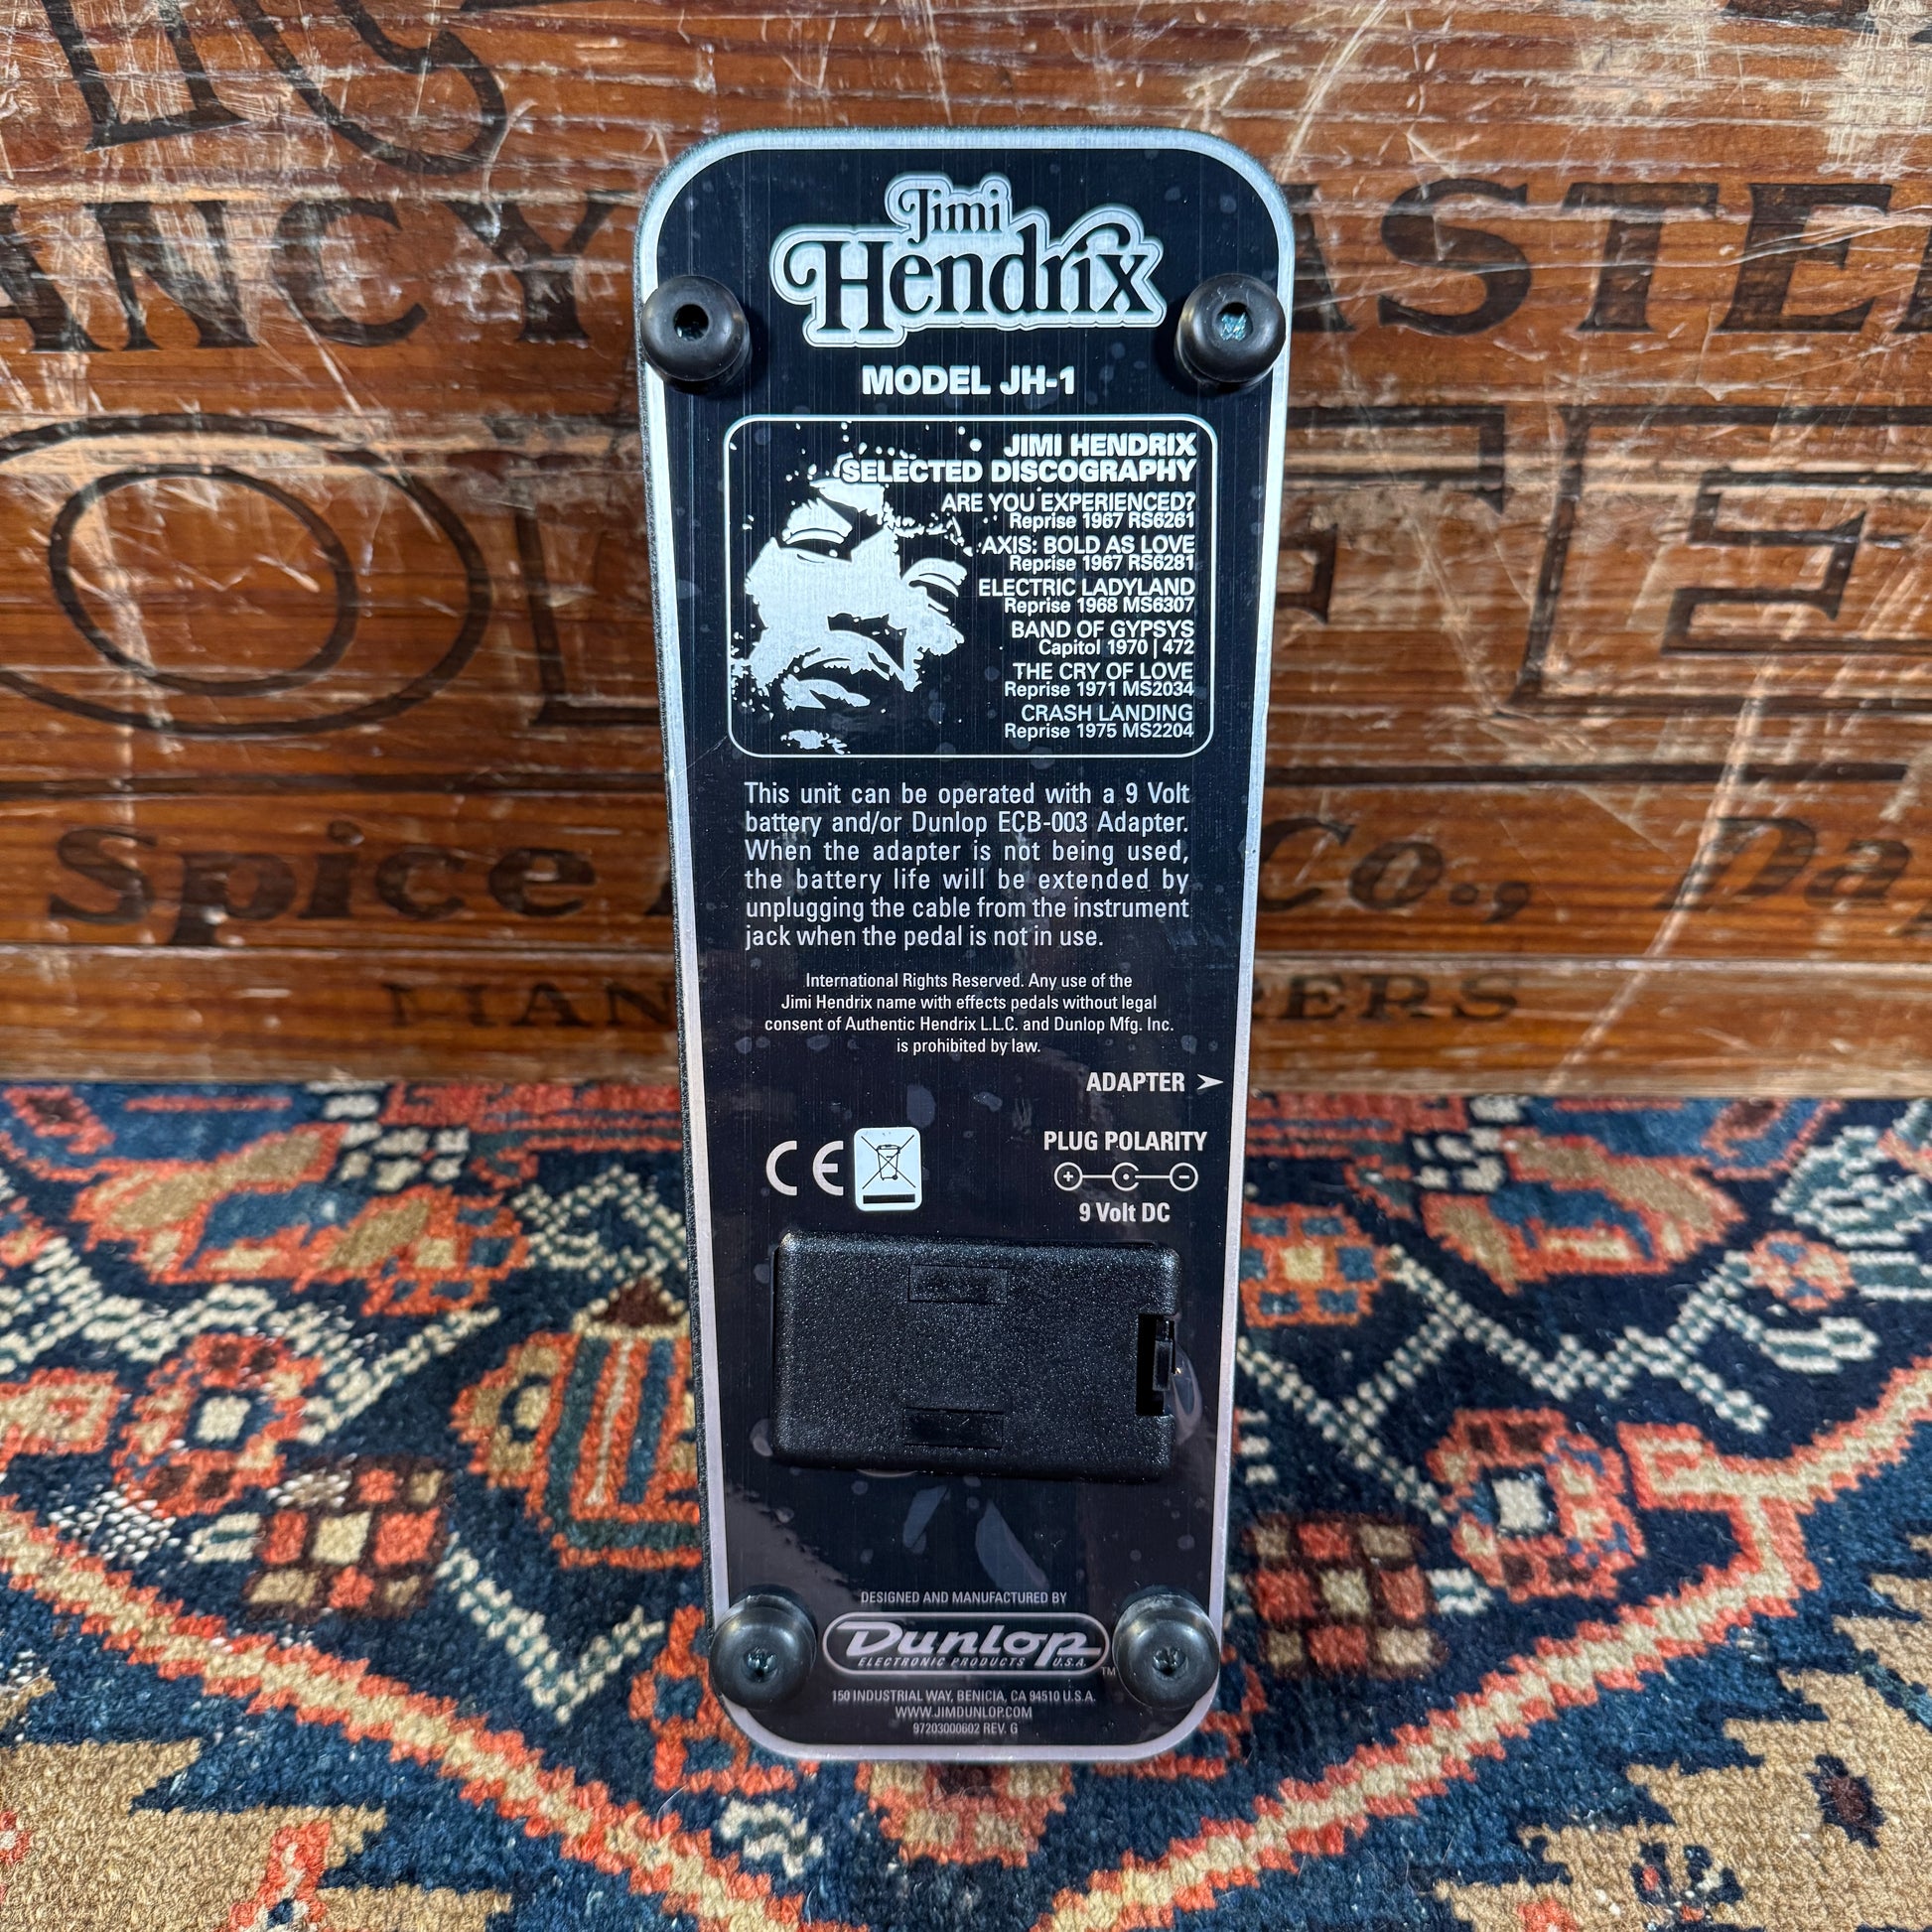 ANCY
ASTE
Spice
Co.,
MAN
RERS
Jimi
Hendrix
MODEL JH-1
JIMI HENDRIX
SELECTED DISCOGRAPHY
ARE YOU EXPERIENCED?
Reprise 1967 RS6261
AXIS: BOLD AS LOVE
Reprise 1967 RS6281
ELECTRIC LADYLAND
Reprise 1968 MS6307
BAND OF GYPSYS
Capitol 1970 | 472
THE CRY OF LOVE
Reprise 1971 MS2034
CRASH LANDING
Reprise 1975 MS2204
This unit can be operated with a 9 Volt
battery and/or Dunlop ECB-003 Adapter.
When the adapter is not being used,
the battery life will be extended by
unplugging the cable from the instrument
jack when the pedal is not in use.
International Rights Reserved. Any use of the
Jimi Hendrix name with effects pedals without legal
consent of Authentic Hendrix L.L.C. and Dunlop Mfg. Inc.
is prohibited by law.
ADAPTER ➤
CE
PLUG POLARITY
+ -
9 Volt DC
DESIGNED AND MANUFACTURED BY
Dunlop
ELECTRONIC PRODUCTS U.S.A. TM
150 INDUSTRIAL WAY, BENICIA, CA 94510 U.S.A.
WWW.JIMDUNLOP.COM
97203000602 REV. G